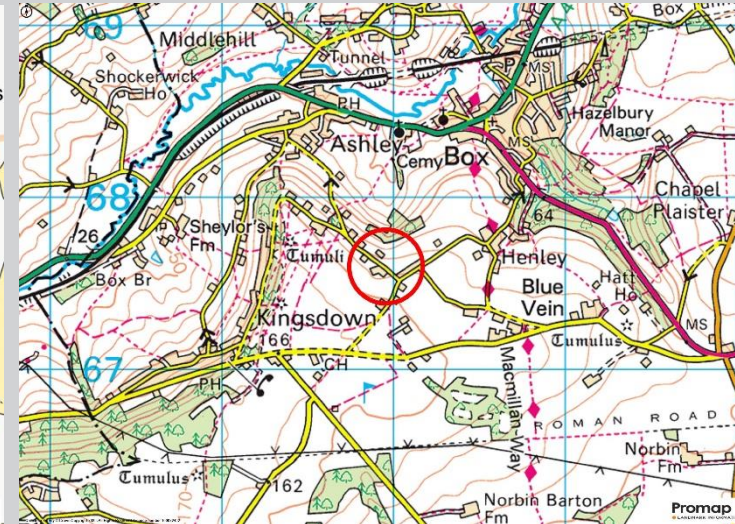 69
Middlehill
Box
Tunnel
P
MS
Shockerwick
Ho
PH
Hazelbury
Manor
Ashley
Cemy
Box
MS
68
Chapel
Plaister
64
26
Sheylor's
Fm
Tumuli
Henley
Box Br
Blue
Vein
Hatt
Ho
Kingsdown
166
Tumulus
MS
67
CH
PH
Macmillan Way
ROMAN ROAD
Norbin
Fm
Tumulus
162
170
Norbin Barton
Fm
Promap